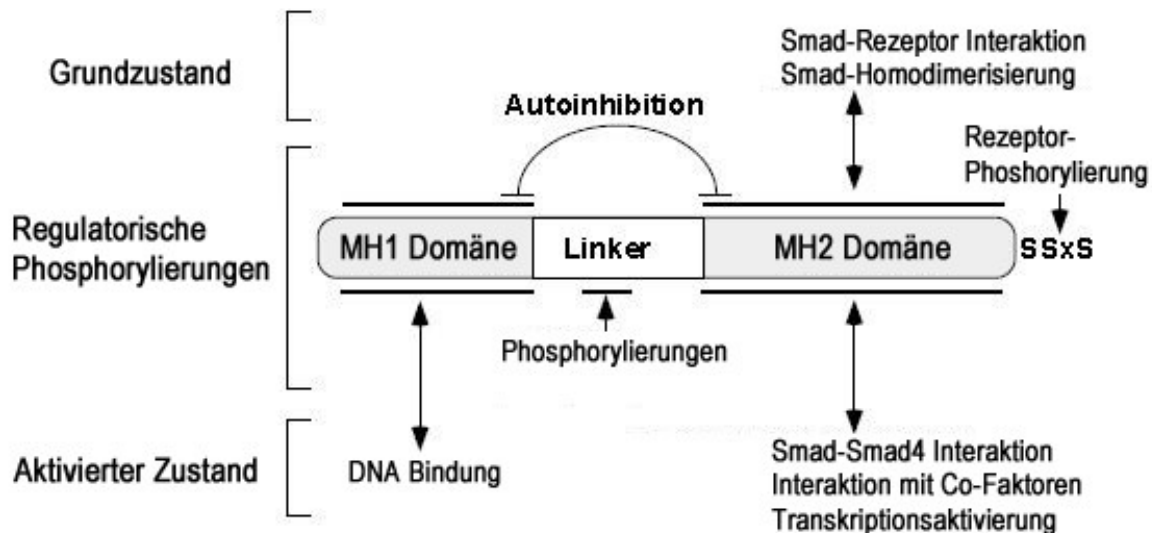 Smad-Rezeptor Interaktion
Smad-Homodimerisierung
Grundzustand
Autoinhibition
Rezeptor-
Phoshorylierung
Regulatorische
Phosphorylierungen
MH1 Domäne
Linker
MH2 Domäne
SSxS
Phosphorylierungen
Aktivierter Zustand
DNA Bindung
Smad-Smad4 Interaktion
Interaktion mit Co-Faktoren
Transkriptionsaktivierung